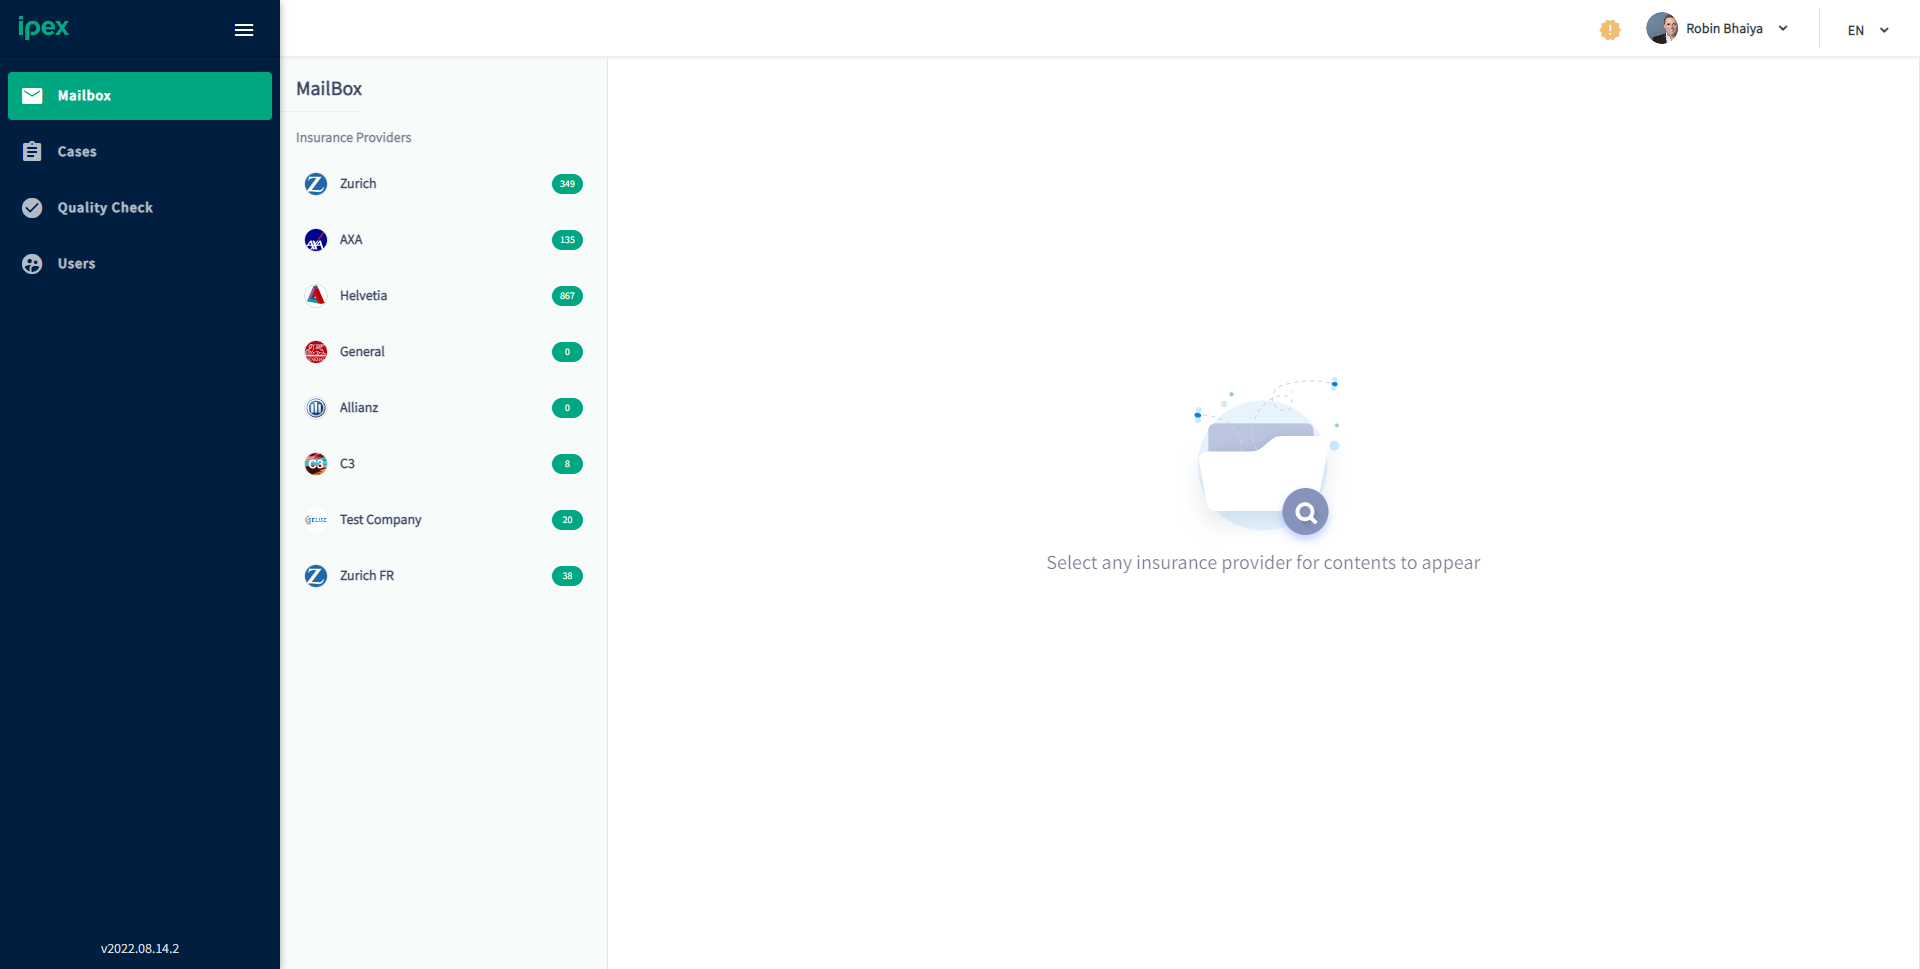 ipex
Robin Bhaiya
EN
Mailbox
Cases
Quality Check
Users
v2022.08.14.2
MailBox
Insurance Providers
Zurich 349
AXA 135
Helvetia 867
General 0
Allianz 0
C3 8
Test Company 20
Zurich FR 38
Select any insurance provider for contents to appear